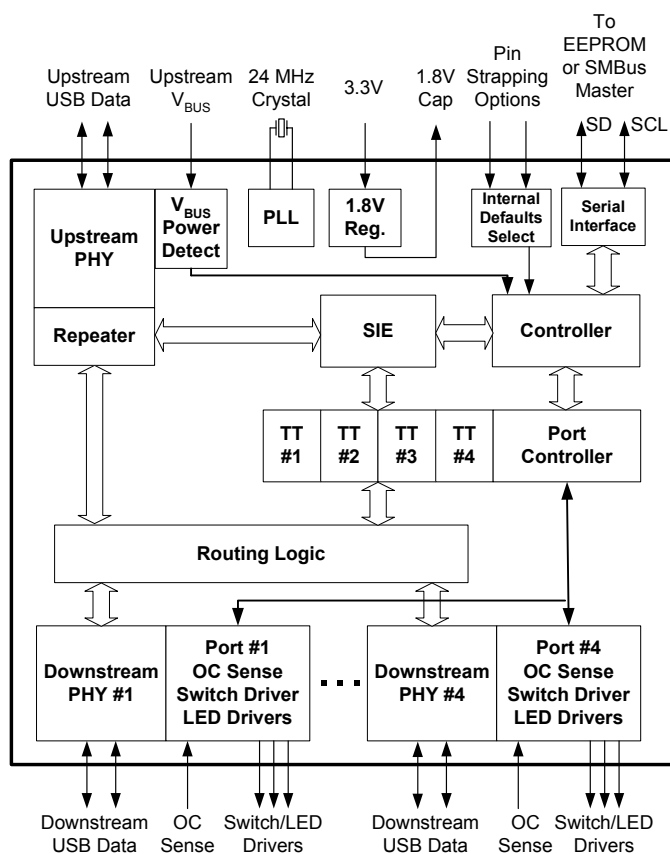 To
EEPROM
or SMBus
Master
Upstream
USB Data
Upstream
VBUS
24 MHz
Crystal
3.3V
1.8V
Cap
Pin
Strapping
Options
SD
SCL
Upstream
PHY
VBUS
Power
Detect
PLL
1.8V
Reg.
Internal
Defaults
Select
Serial
Interface
Repeater
SIE
Controller
TT
#1
TT
#2
TT
#3
TT
#4
Port
Controller
Routing Logic
Downstream
PHY #1
Port #1
OC Sense
Switch Driver
LED Drivers
Downstream
PHY #4
Port #4
OC Sense
Switch Driver
LED Drivers
Downstream
USB Data
OC
Sense
Switch/LED
Drivers
Downstream
USB Data
OC
Sense
Switch/LED
Drivers